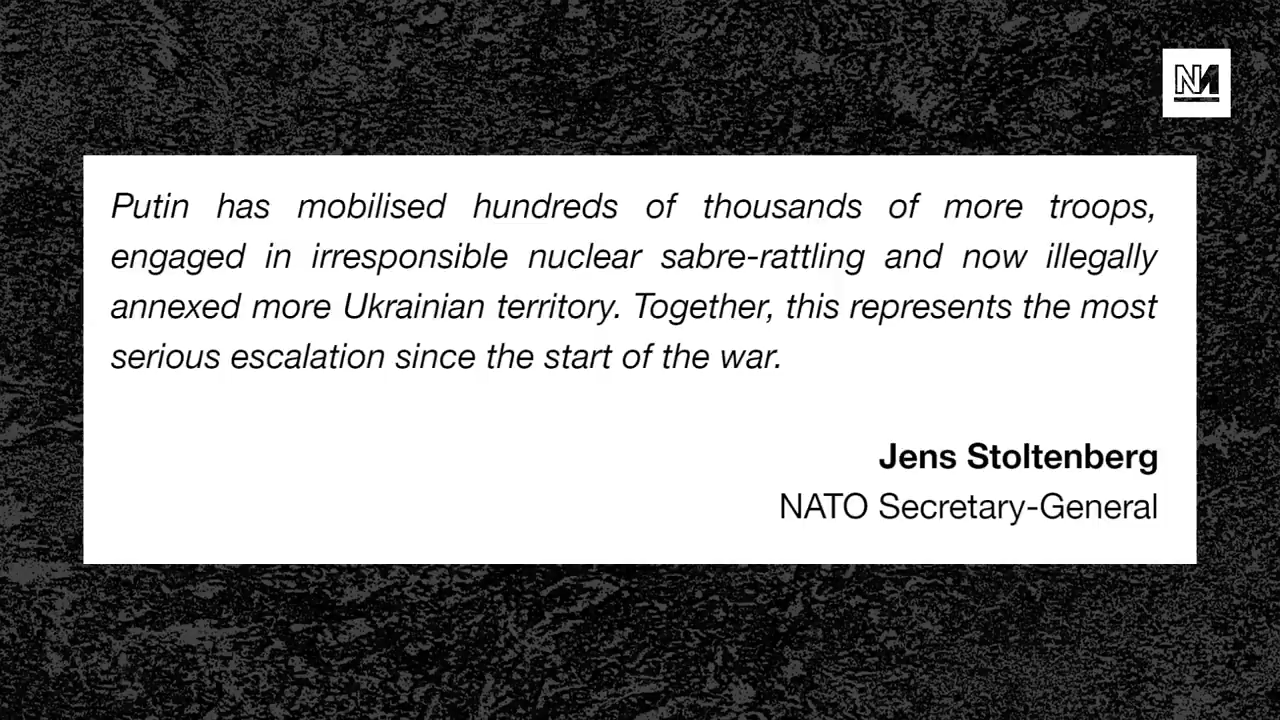 NM
Putin has mobilised hundreds of thousands of more troops,
engaged in irresponsible nuclear sabre-rattling and now illegally
annexed more Ukrainian territory. Together, this represents the most
serious escalation since the start of the war.
Jens Stoltenberg
NATO Secretary-General